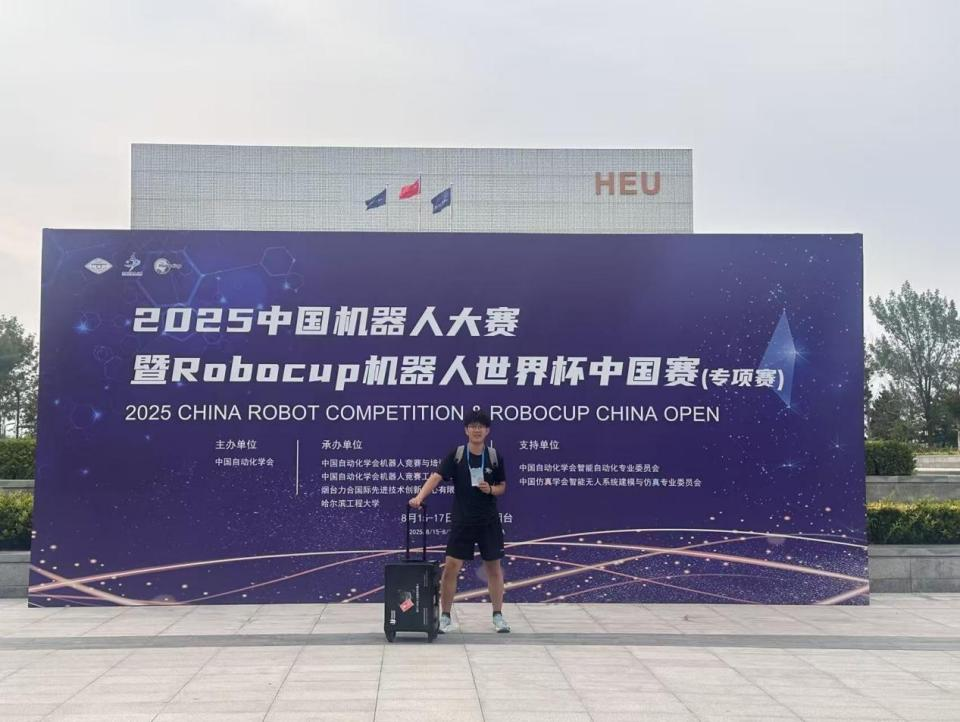 HEU
2025中国机器人大赛
暨Robocup机器人世界杯中国赛(专项赛)
2025 CHINA ROBOT COMPETITION & ROBOCUP CHINA OPEN
主办单位
中国自动化学会
承办单位
中国自动化学会机器人竞赛与培
中国自动化学会机器人竞赛工
烟台力合国际先进技术创新 心有限
哈尔滨工程大学
支持单位
中国自动化学会智能自动化专业委员会
中国仿真学会智能无人系统建模与仿真专业委员会
8月15-17日
台
2025.8/15-8/